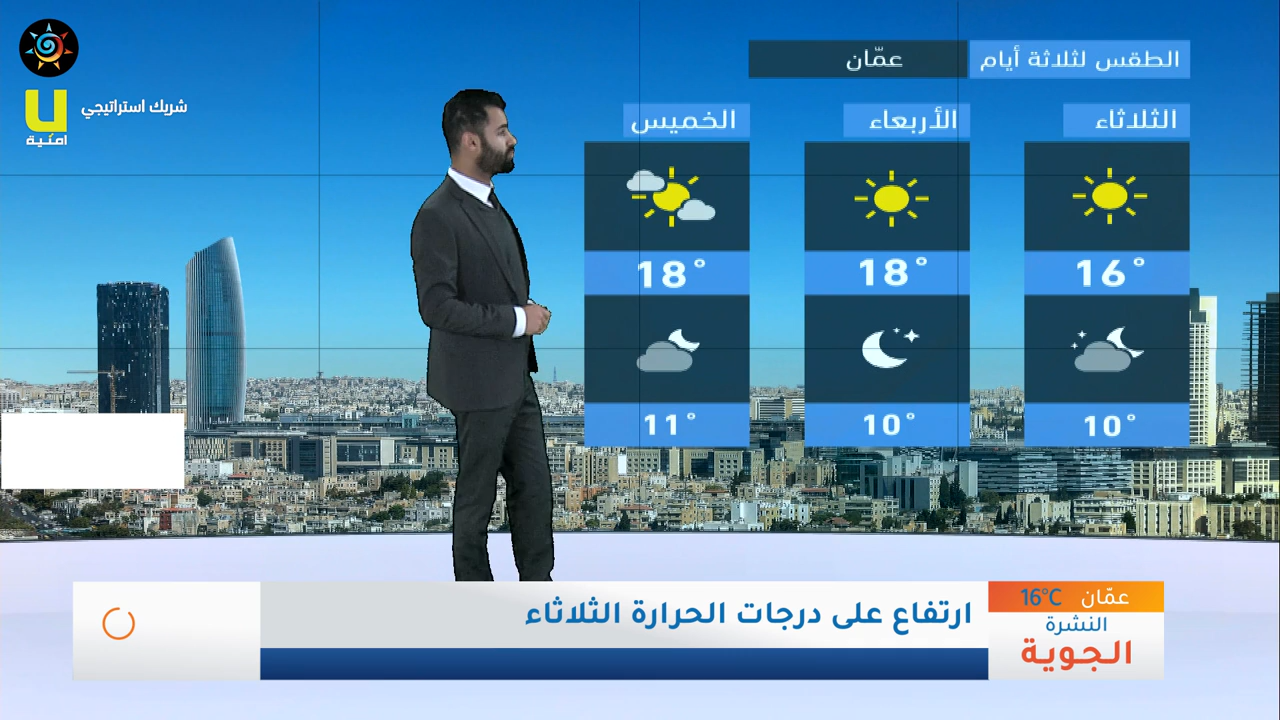 الطقس لثلاثة أيام
عمّان
شريك استراتيجي
امنية
الثلاثاء
الأربعاء
الخميس
16°
18°
18°
10°
10°
11°
عمّان 16°C
النشرة
الجوية
ارتفاع على درجات الحرارة الثلاثاء